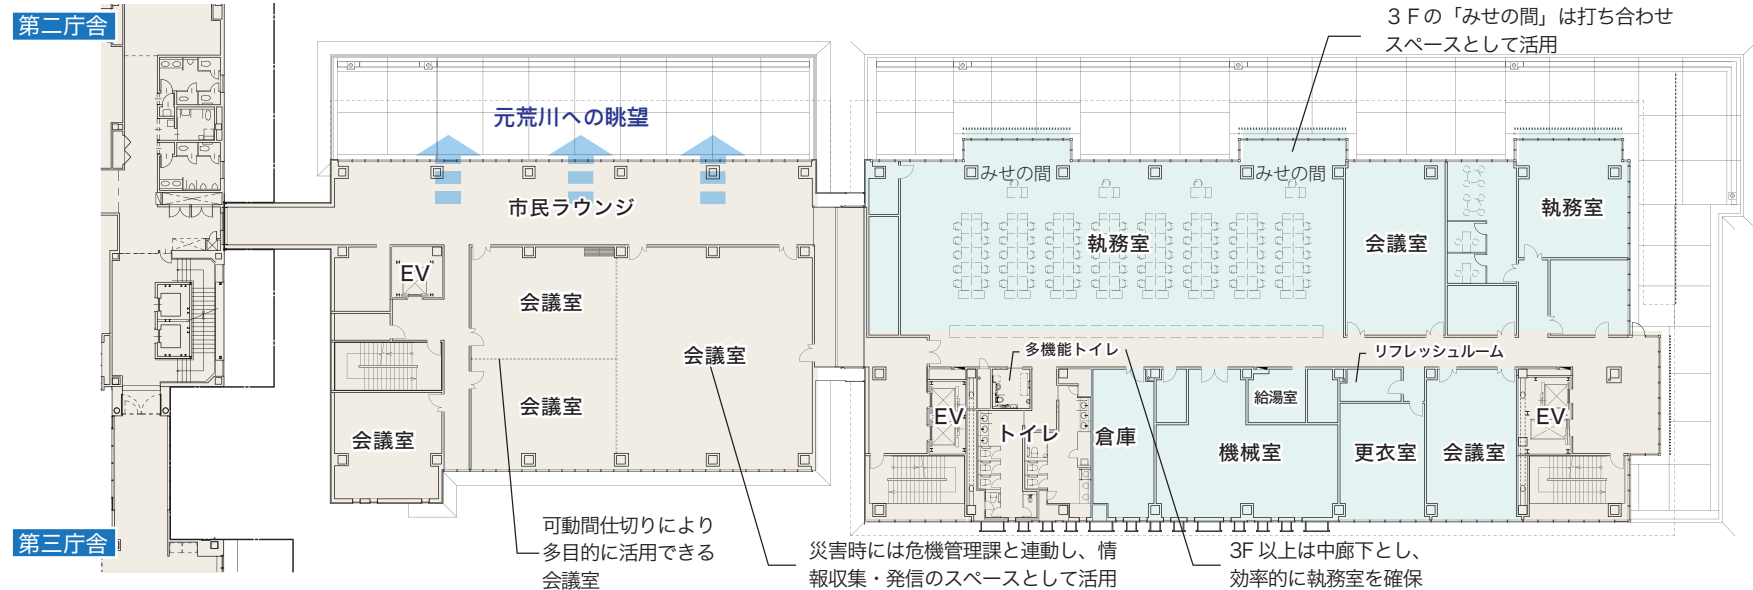 第二庁舎
３Ｆの「みせの間」は打ち合わせ
スペースとして活用
元荒川への眺望
みせの間
みせの間
市民ラウンジ
執務室
会議室
執務室
EV
会議室
会議室
会議室
会議室
多機能トイレ
リフレッシュルーム
EV
トイレ
倉庫
給湯室
機械室
更衣室
会議室
EV
第三庁舎
可動間仕切りにより
多目的に活用できる
会議室
災害時には危機管理課と連動し、情
報収集・発信のスペースとして活用
3F 以上は中廊下とし、
効率的に執務室を確保